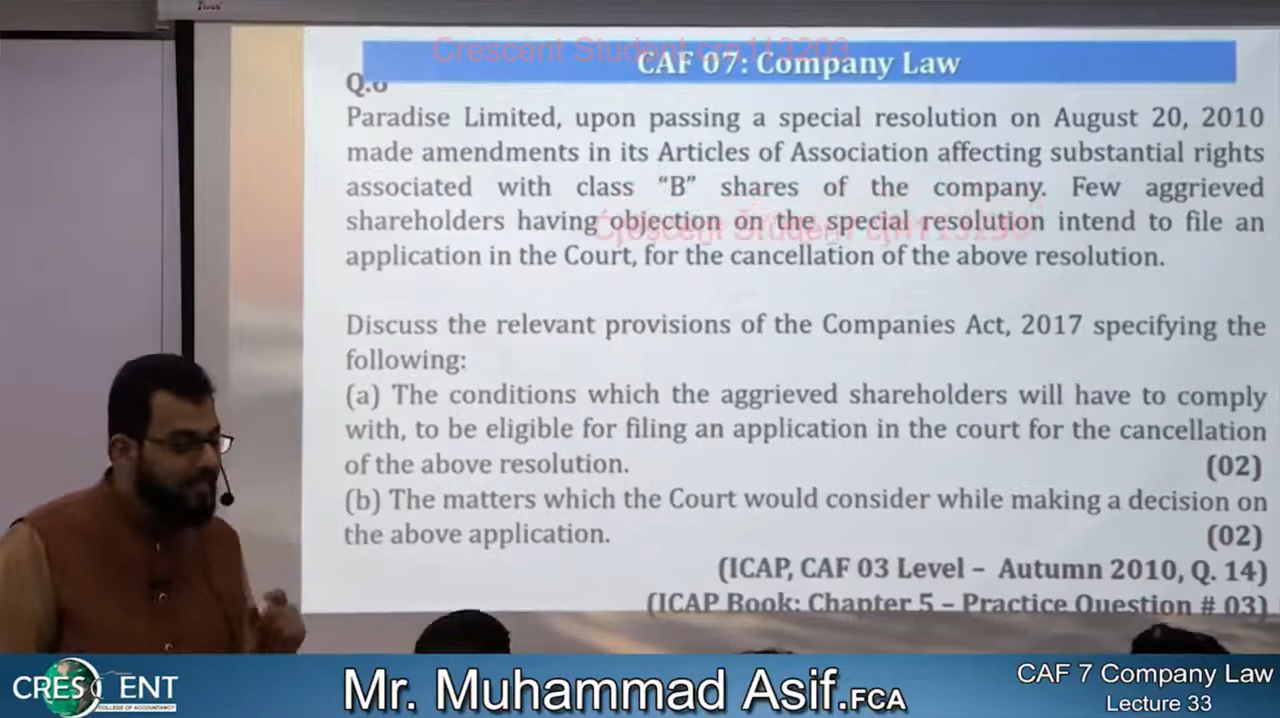 CAF 07: Company Law
Paradise Limited, upon passing a special resolution on August 20, 2010
made amendments in its Articles of Association affecting substantial rights
associated with class “B” shares of the company. Few aggrieved
shareholders having objection on the special resolution intend to file an
application in the Court, for the cancellation of the above resolution.
Discuss the relevant provisions of the Companies Act, 2017 specifying the
following:
(a) The conditions which the aggrieved shareholders will have to comply
with, to be eligible for filing an application in the court for the cancellation
of the above resolution. (02)
(b) The matters which the Court would consider while making a decision on
the above application. (02)
(ICAP, CAF 03 Level – Autumn 2010, Q. 14)
(ICAP Book: Chapter 5 – Practice Question # 03)
CRESCENT
COLLEGE OF ACCOUNTANCY
Mr. Muhammad Asif.FCA
CAF 7 Company Law
Lecture 33